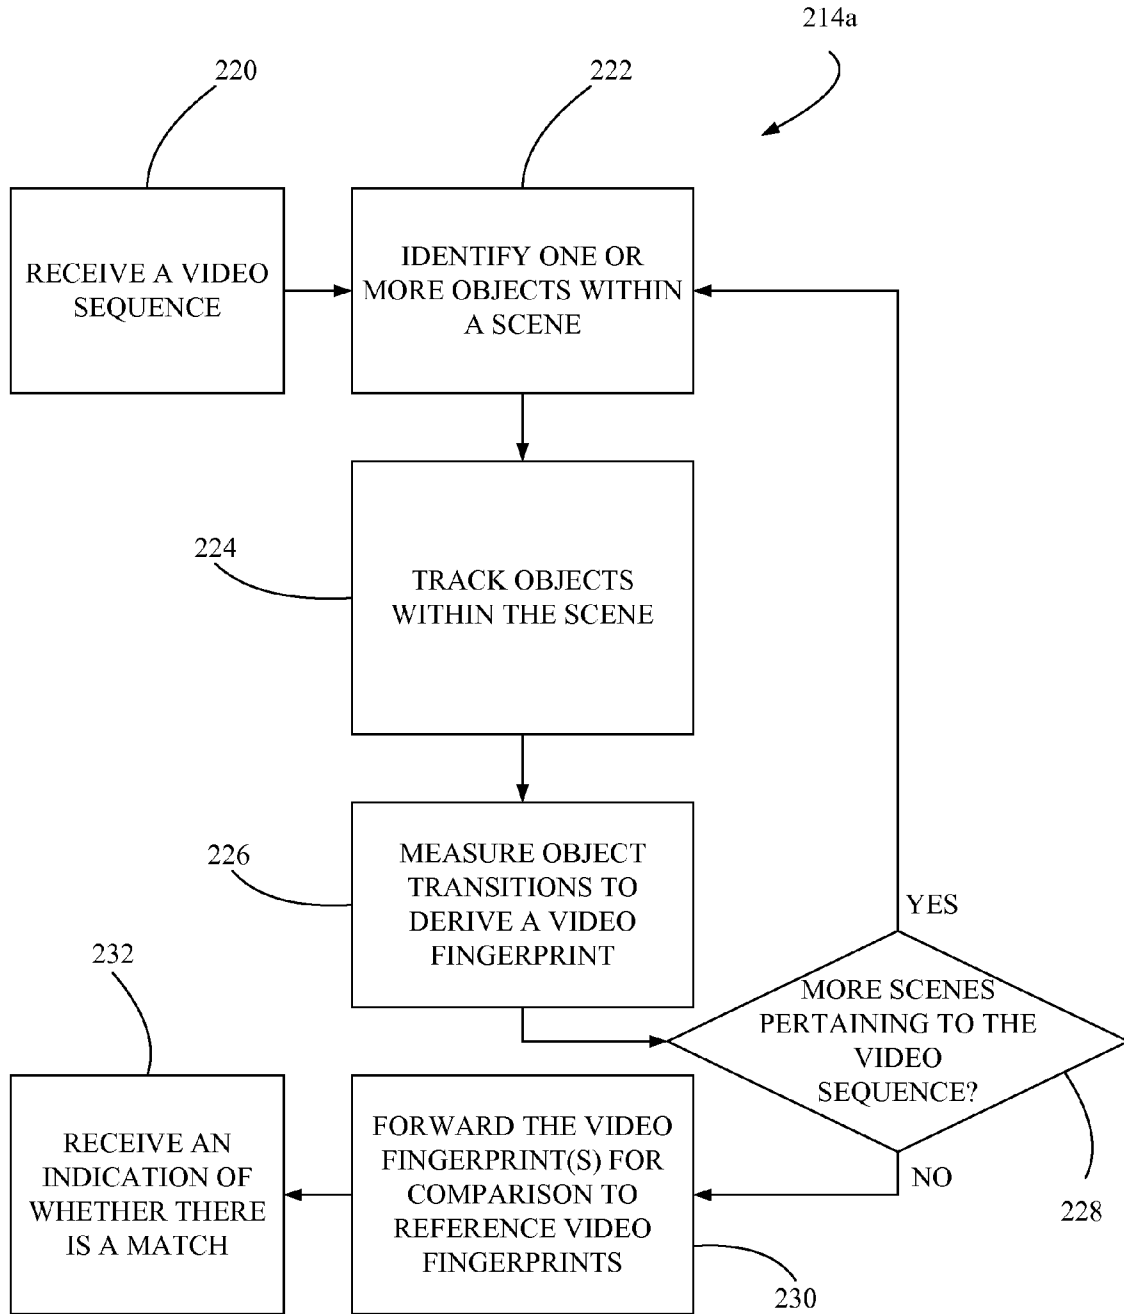 214a
220
222
RECEIVE A VIDEO
SEQUENCE
IDENTIFY ONE OR
MORE OBJECTS WITHIN
A SCENE
224
TRACK OBJECTS
WITHIN THE SCENE
226
MEASURE OBJECT
TRANSITIONS TO
DERIVE A VIDEO
FINGERPRINT
YES
MORE SCENES
PERTAINING TO THE
VIDEO
SEQUENCE?
228
NO
FORWARD THE VIDEO
FINGERPRINT(S) FOR
COMPARISON TO
REFERENCE VIDEO
FINGERPRINTS
230
232
RECEIVE AN
INDICATION OF
WHETHER THERE
IS A MATCH